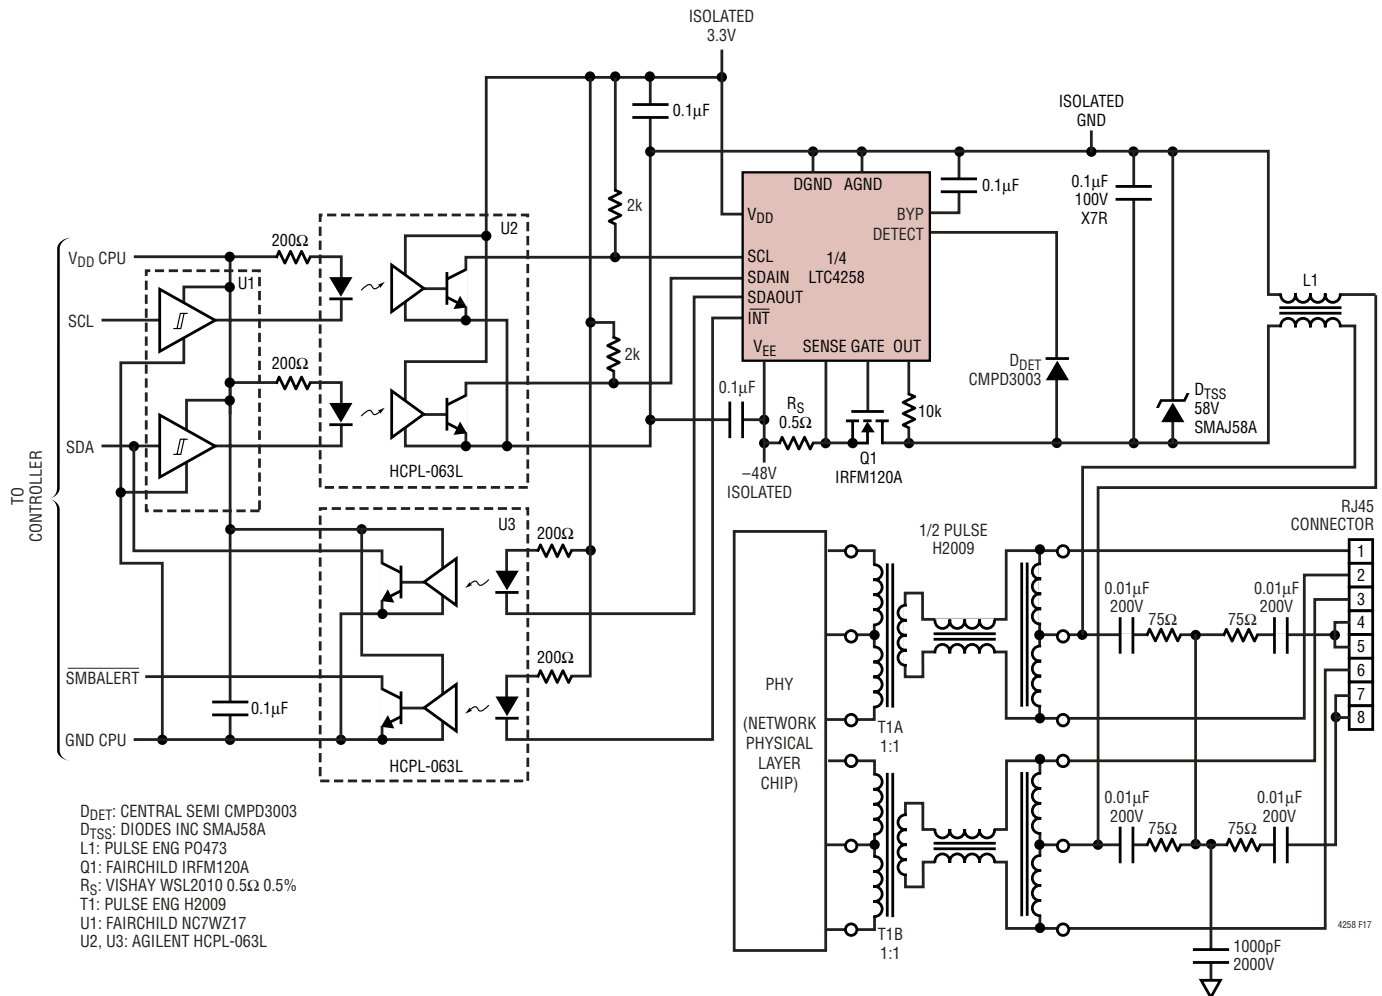 ISOLATED
3.3V
0.1µF
ISOLATED
GND
2k
DGND AGND
0.1µF
0.1µF
100V
X7R
VDD
BYP
DETECT
SCL
1/4
LTC4258
SDAIN
SDAOUT
INT
VEE
SENSE GATE OUT
L1
200Ω
U2
VDD CPU
U1
SCL
200Ω
2k
DDET
CMPD3003
DTSS
58V
SMAJ58A
0.1µF
RS
0.5Ω
10k
SDA
HCPL-063L
–48V
ISOLATED
Q1
IRFM120A
TO
CONTROLLER
U3
200Ω
1/2 PULSE
H2009
RJ45
CONNECTOR
1
2
3
4
5
6
7
8
0.01µF
200V
75Ω
75Ω
0.01µF
200V
200Ω
SMBALERT
0.1µF
GND CPU
HCPL-063L
PHY
(NETWORK
PHYSICAL
LAYER
CHIP)
T1A
1:1
0.01µF
200V
75Ω
75Ω
0.01µF
200V
T1B
1:1
1000pF
2000V
4258 F17
DDET: CENTRAL SEMI CMPD3003
DTSS: DIODES INC SMAJ58A
L1: PULSE ENG PO473
Q1: FAIRCHILD IRFM120A
RS: VISHAY WSL2010 0.5Ω 0.5%
T1: PULSE ENG H2009
U1: FAIRCHILD NC7WZ17
U2, U3: AGILENT HCPL-063L